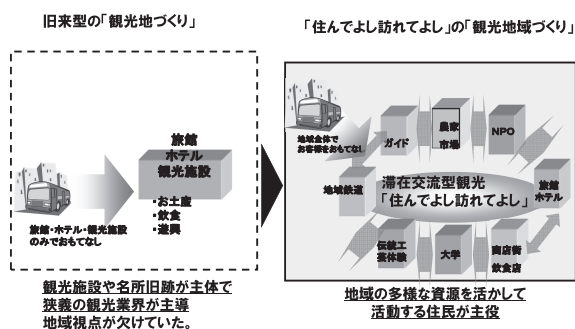 旧来型の「観光地づくり」
旅館
ホテル
観光施設
・お土産
・飲食
・遊興
旅館・ホテル・観光施設
のみでおもてなし
観光施設や名所旧跡が主体で
狭義の観光業界が主導
地域視点が欠けていた。
「住んでよし訪れてよし」の「観光地域づくり」
地域全体で
お客様をおもてなし
ガイド
農家
市場
NPO
地域鉄道
滞在交流型観光
「住んでよし訪れてよし」
旅館
ホテル
伝統工
芸体験
大学
商店街
飲食店
地域の多様な資源を活かして
活動する住民が主役